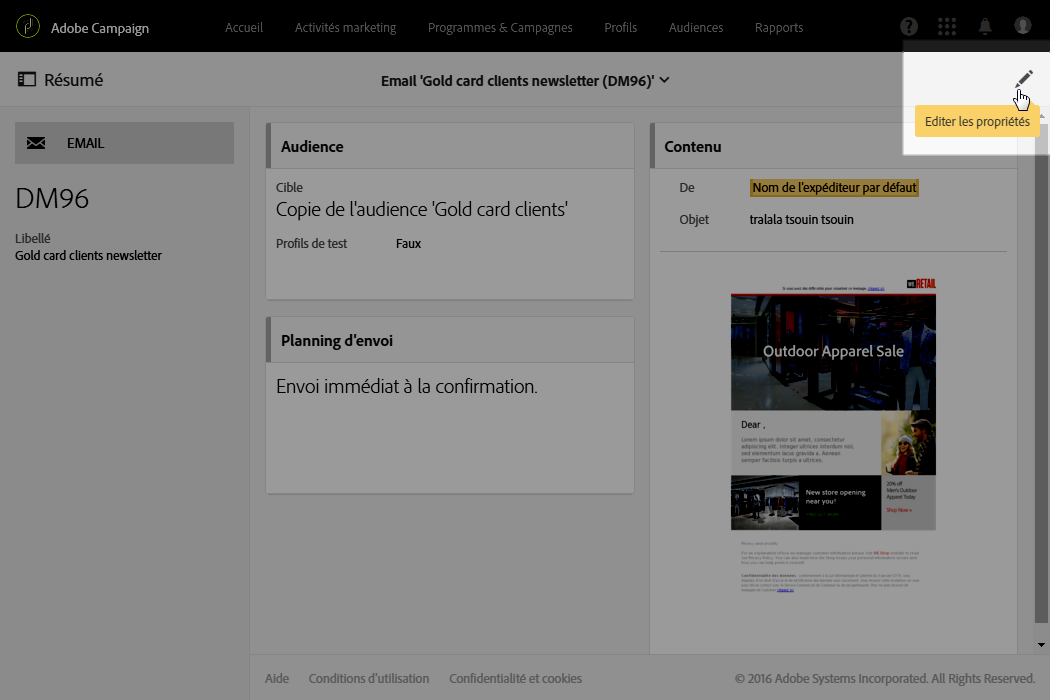 Adobe Campaign
Accueil
Activités marketing
Programmes & Campagnes
Profils
Audiences
Rapports
Résumé
Email 'Gold card clients newsletter (DM96)'
Editer les propriétés
EMAIL
DM96
Libellé
Gold card clients newsletter
Audience
Cible
Copie de l'audience 'Gold card clients'
Profils de test Faux
Planning d'envoi
Envoi immédiat à la confirmation.
Contenu
De Nom de l'expéditeur par défaut
Objet tralala tsouin tsouin
RETAIL
Outdoor Apparel Sale
Dear ,
Lorem ipsum dolor sit amet, consectetur
adipiscing elit. Integer ultrices interdum nisl,
sed elementum lacus gravida a. Aenean
semper facilisis turpis a ultrices.
New store opening
near you!
20% off
Men's Outdoor
Apparel Today
Shop Now »
Aide
Conditions d'utilisation
Confidentialité et cookies
© 2016 Adobe Systems Incorporated. All Rights Reserved.